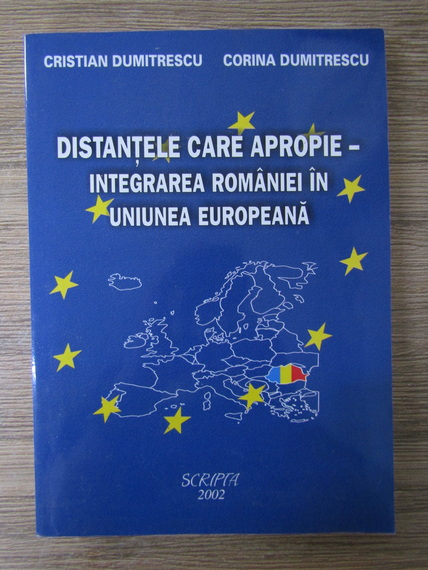 CRISTIAN DUMITRESCU CORINA DUMITRESCU
DISTANȚELE CARE APROPIE –
INTEGRAREA ROMÂNIEI ÎN
UNIUNEA EUROPEANĂ
SCRIPTA
2002